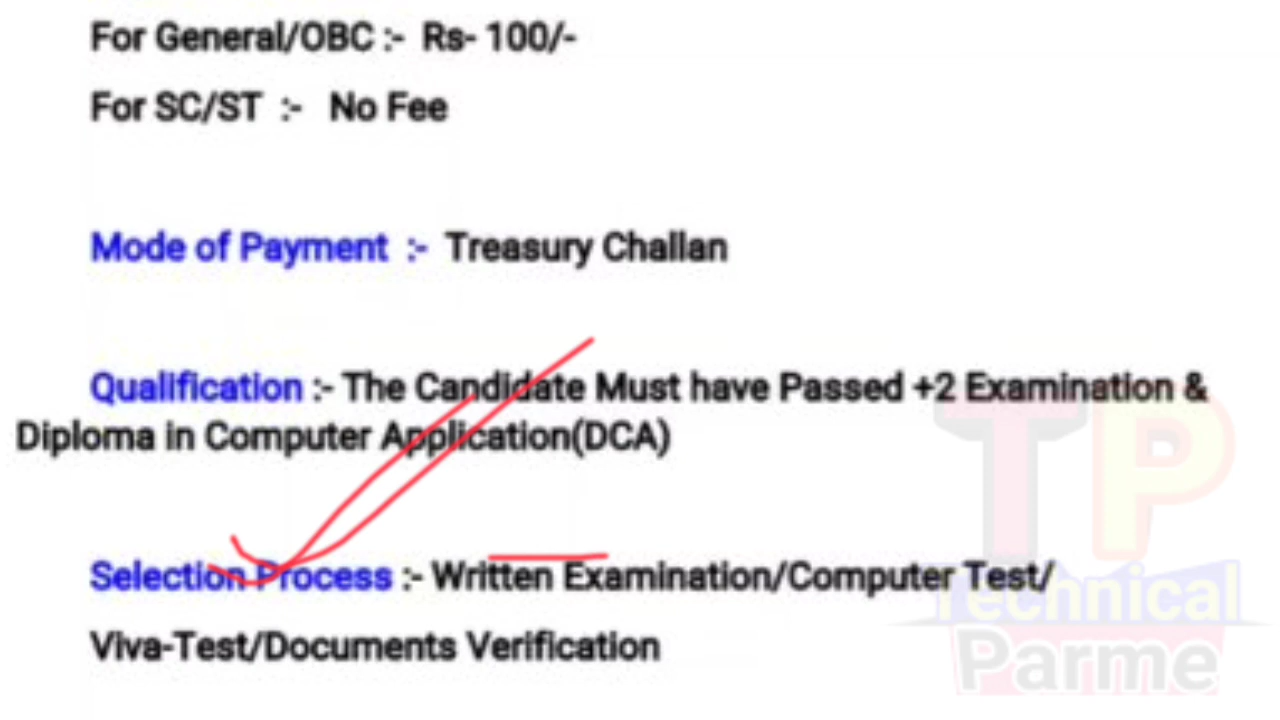 For General/OBC :- Rs- 100/-
For SC/ST :- No Fee
Mode of Payment :- Treasury Challan
Qualification :- The Candidate Must have Passed +2 Examination &
Diploma in Computer Application(DCA)
Selection Process :- Written Examination/Computer Test/
Viva-Test/Documents Verification
TP
Technical
Parme